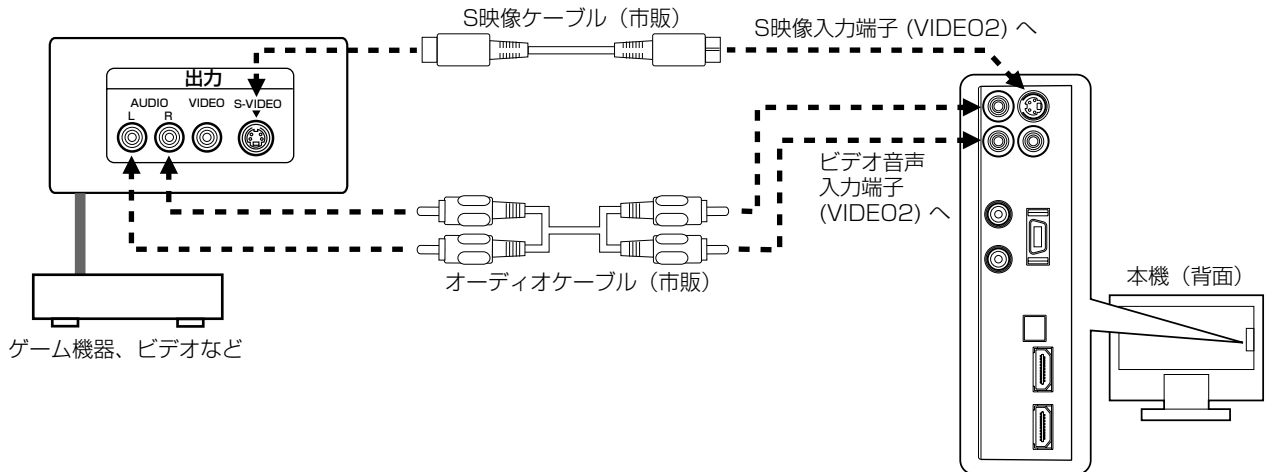 S映像ケーブル（市販）
S映像入力端子 (VIDEO2) へ
出力
AUDIO
VIDEO
S-VIDEO
L
R
ビデオ音声
入力端子
(VIDEO2) へ
オーディオケーブル（市販）
本機（背面）
ゲーム機器、ビデオなど